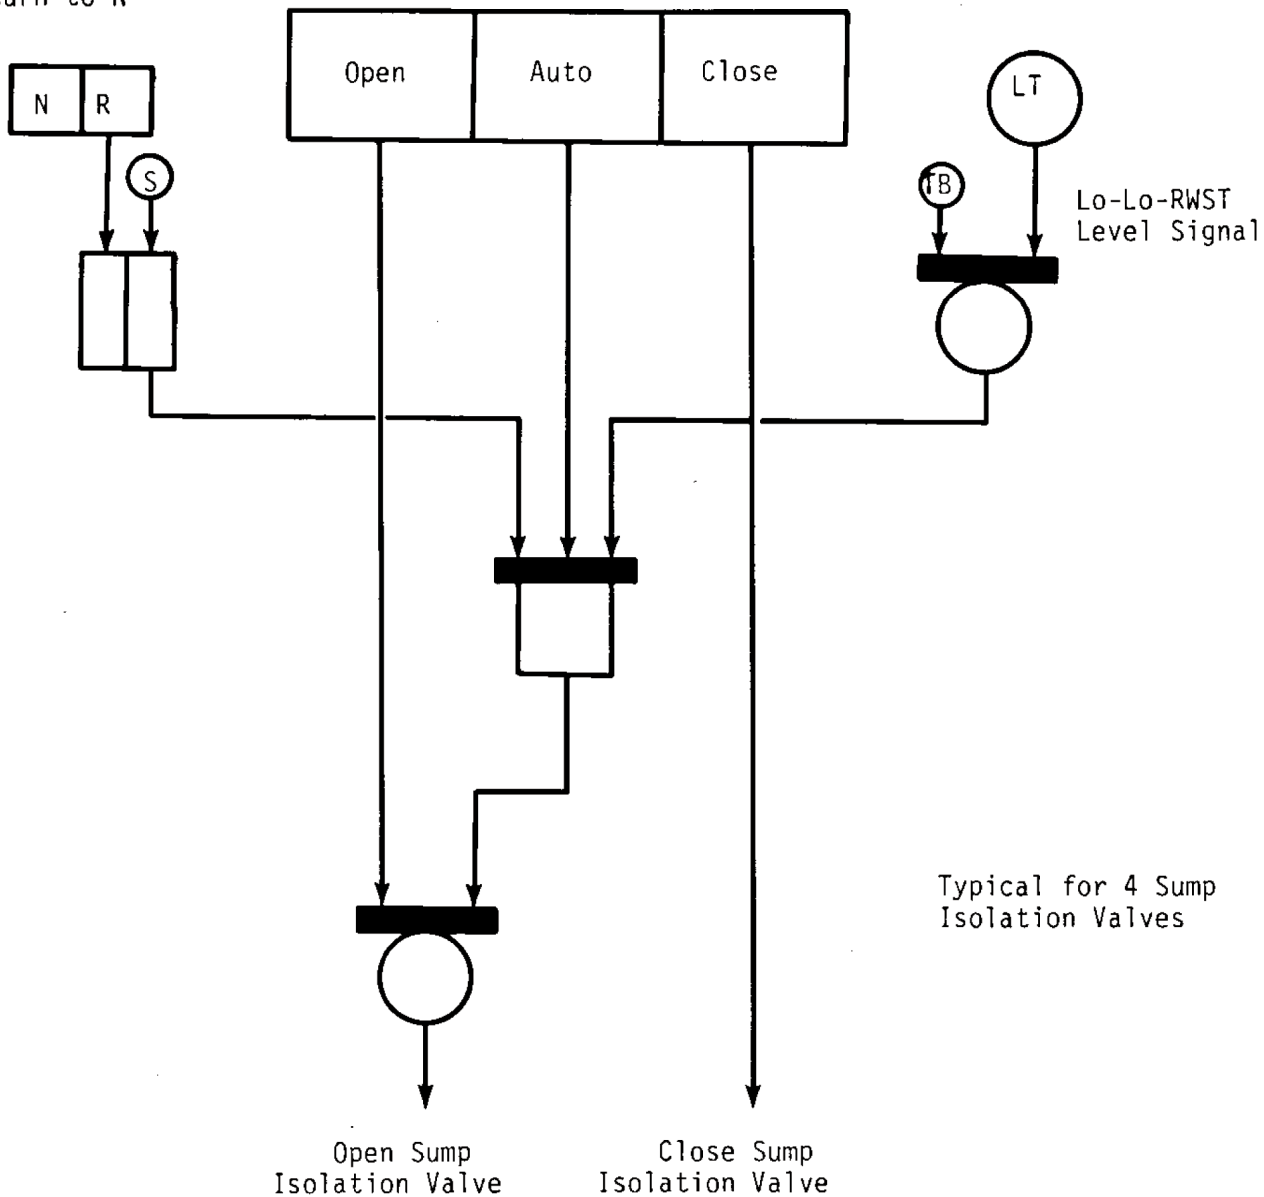 to
Open Auto Close
N R
LT
S
TB
Lo-Lo-RWST
Level Signal
Typical for 4 Sump
Isolation Valves
Open Sump
Isolation Valve
Close Sump
Isolation Valve